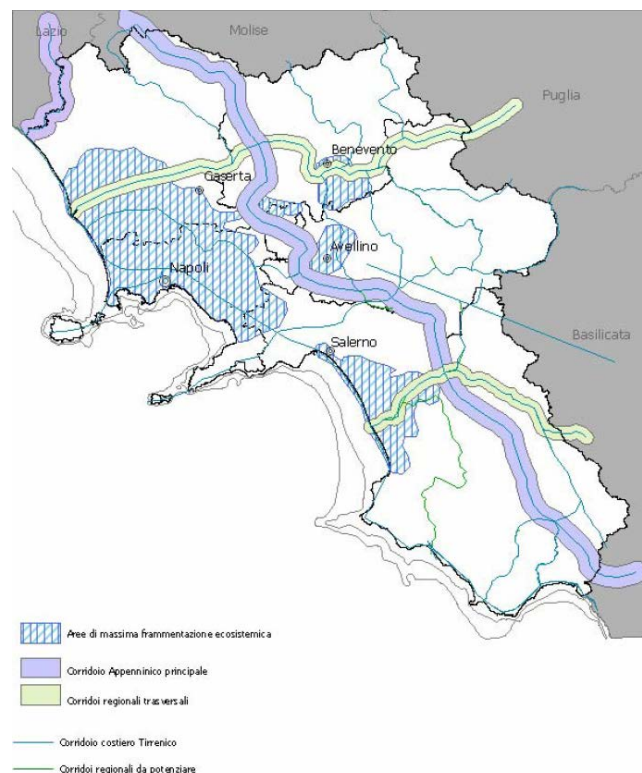 Lazio
Molise
Puglia
Benevento
Caserta
Avellino
Napoli
Basilicata
Salerno
Aree di massima frammentazione ecosistemica
Corridoio Appenninico principale
Corridoi regionali trasversali
Corridoio costiero Tirrenico
Corridoi regionali da potenziare